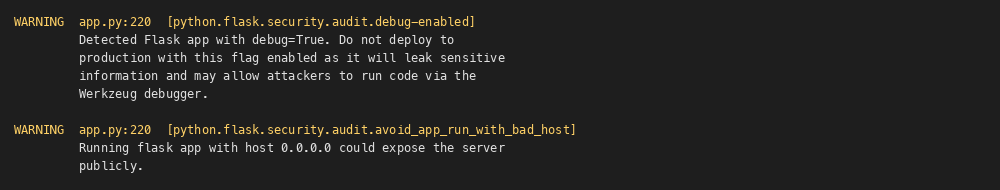 WARNING  app.py:220  [python.flask.security.audit.debug-enabled]
Detected Flask app with debug=True. Do not deploy to
production with this flag enabled as it will leak sensitive
information and may allow attackers to run code via the
Werkzeug debugger.
WARNING  app.py:220  [python.flask.security.audit.avoid_app_run_with_bad_host]
Running flask app with host 0.0.0.0 could expose the server
publicly.